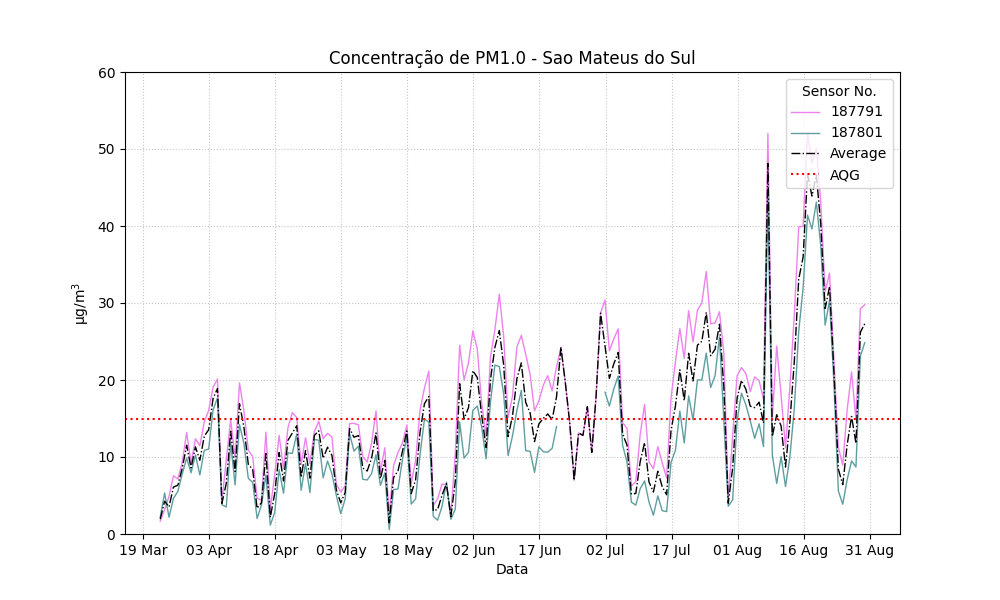 Concentração de PM1.0 - Sao Mateus do Sul
Sensor No.
187791
187801
Average
AQG
60
50
40
30
20
10
0
µg/m³
19 Mar 03 Apr 18 Apr 03 May 18 May 02 Jun 17 Jun 02 Jul 17 Jul 01 Aug 16 Aug 31 Aug
Data